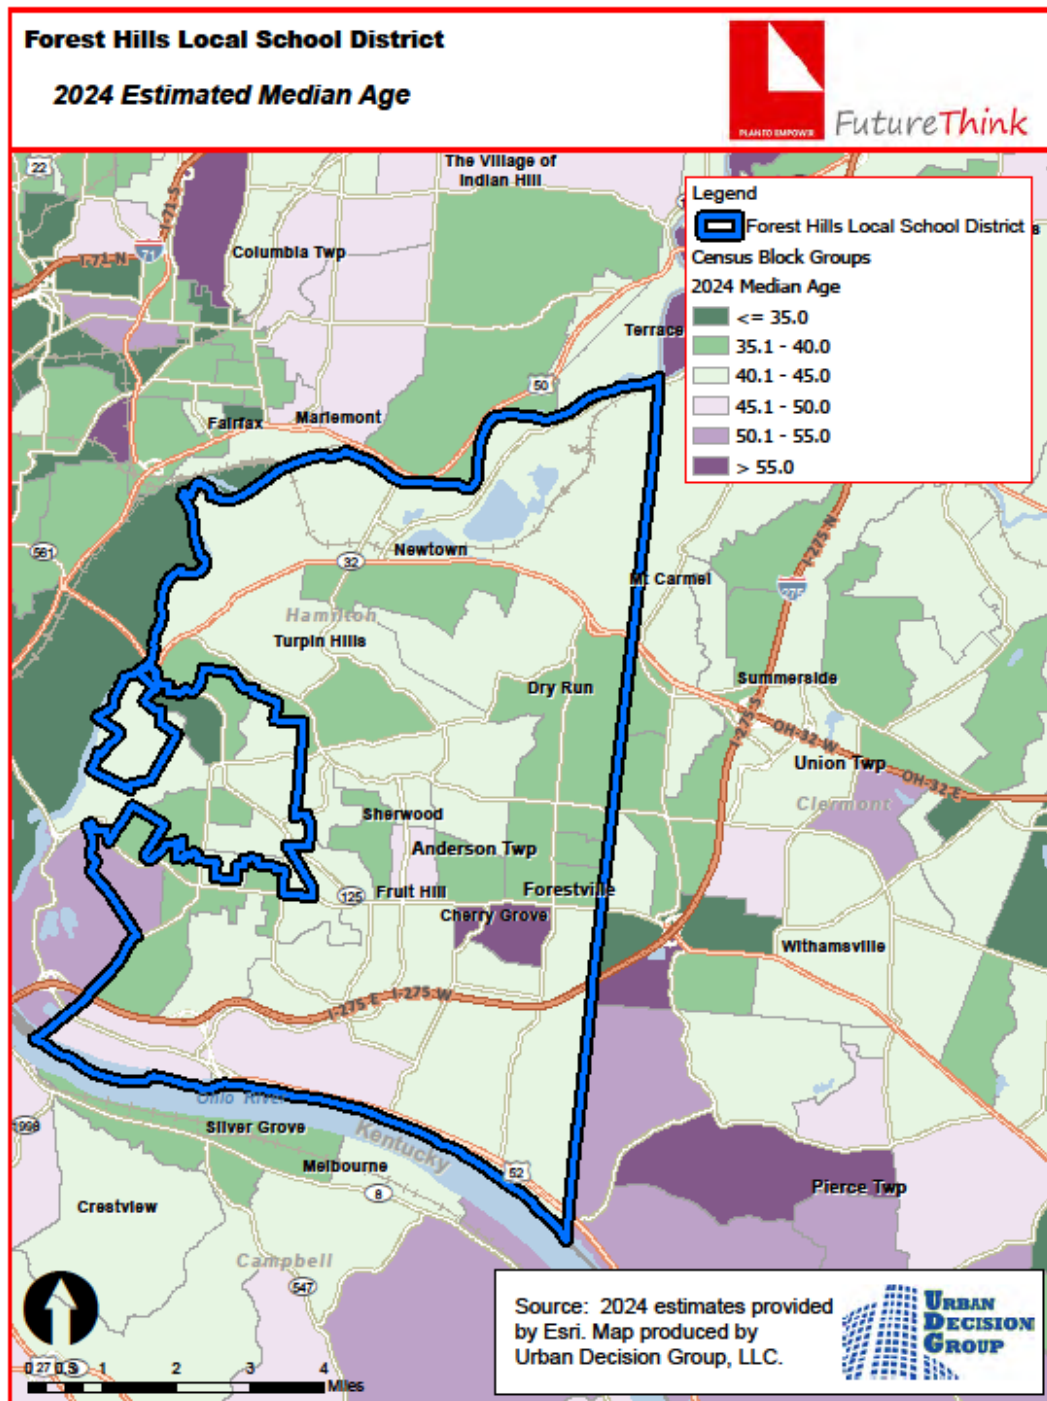 Forest Hills Local School District
2024 Estimated Median Age
PLAN TO EMPOWER
FutureThink
Legend
Forest Hills Local School District
Census Block Groups
2024 Median Age
<= 35.0
35.1 - 40.0
40.1 - 45.0
45.1 - 50.0
50.1 - 55.0
> 55.0
The Village of
Indian Hill
22
I-71-S
I-71-N
71
Columbia Twp
Terrace
50
Fairfax
Mariemont
561
Newtown
32
Mt Carmel
I-275-N
275
Hamilton
Turpin Hills
Dry Run
Summerside
I-275-S
OH-32-W
Union Twp
OH-32-E
Clermont
Sherwood
Anderson Twp
125
Fruit Hill
Forestville
Cherry Grove
Withamsville
I-275 E
I-275 W
Ohio River
1998
Silver Grove
Kentucky
Melbourne
8
52
Pierce Twp
Crestview
Campbell
547
27
0 0.5 1 2 3 4
Miles
Source: 2024 estimates provided
by Esri. Map produced by
Urban Decision Group, LLC.
URBAN
DECISION
GROUP